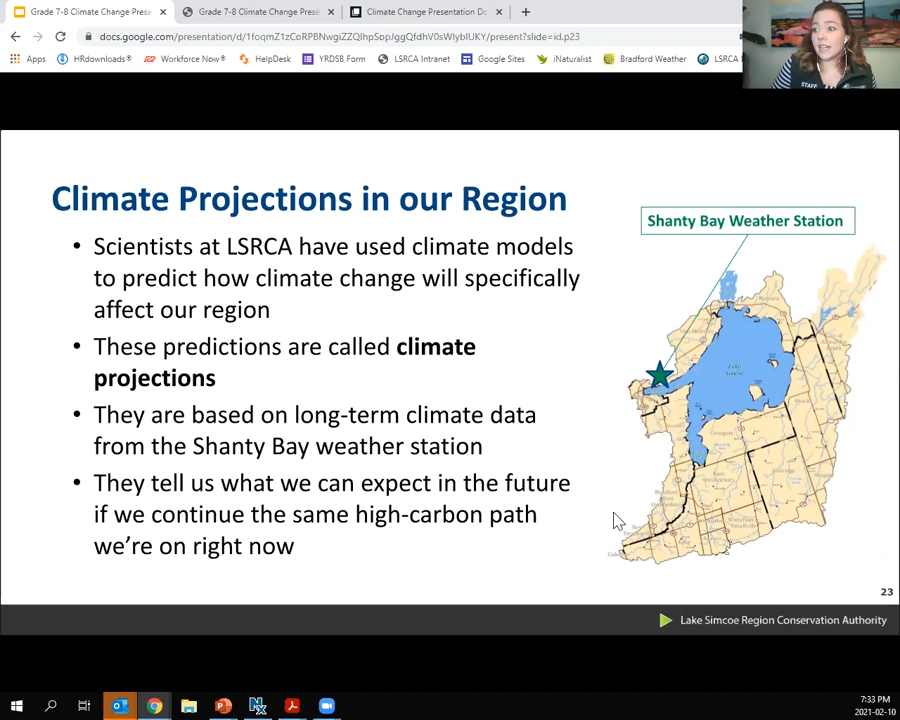 Grade 7-8 Climate Change Prese
Grade 7-8 Climate Change Prese
Climate Change Presentation Do
docs.google.com/presentation/d/1foqmZ1zCoRPBNwgiZZQIhpSopJggQfdhV0sWlybIUKY/present?slide=id.p23
Apps
HRdownloads®
Workforce Now®
HelpDesk
YRDSB Form
LSRCA Intranet
Google Sites
iNaturalist
Bradford Weather
LSRCA
STAFF
Climate Projections in our Region
• Scientists at LSRCA have used climate models
to predict how climate change will specifically
affect our region
• These predictions are called climate
projections
• They are based on long-term climate data
from the Shanty Bay weather station
• They tell us what we can expect in the future
if we continue the same high-carbon path
we're on right now
Shanty Bay Weather Station
Lake
Simcoe
23
Lake Simcoe Region Conservation Authority
7:33 PM
2021-02-10